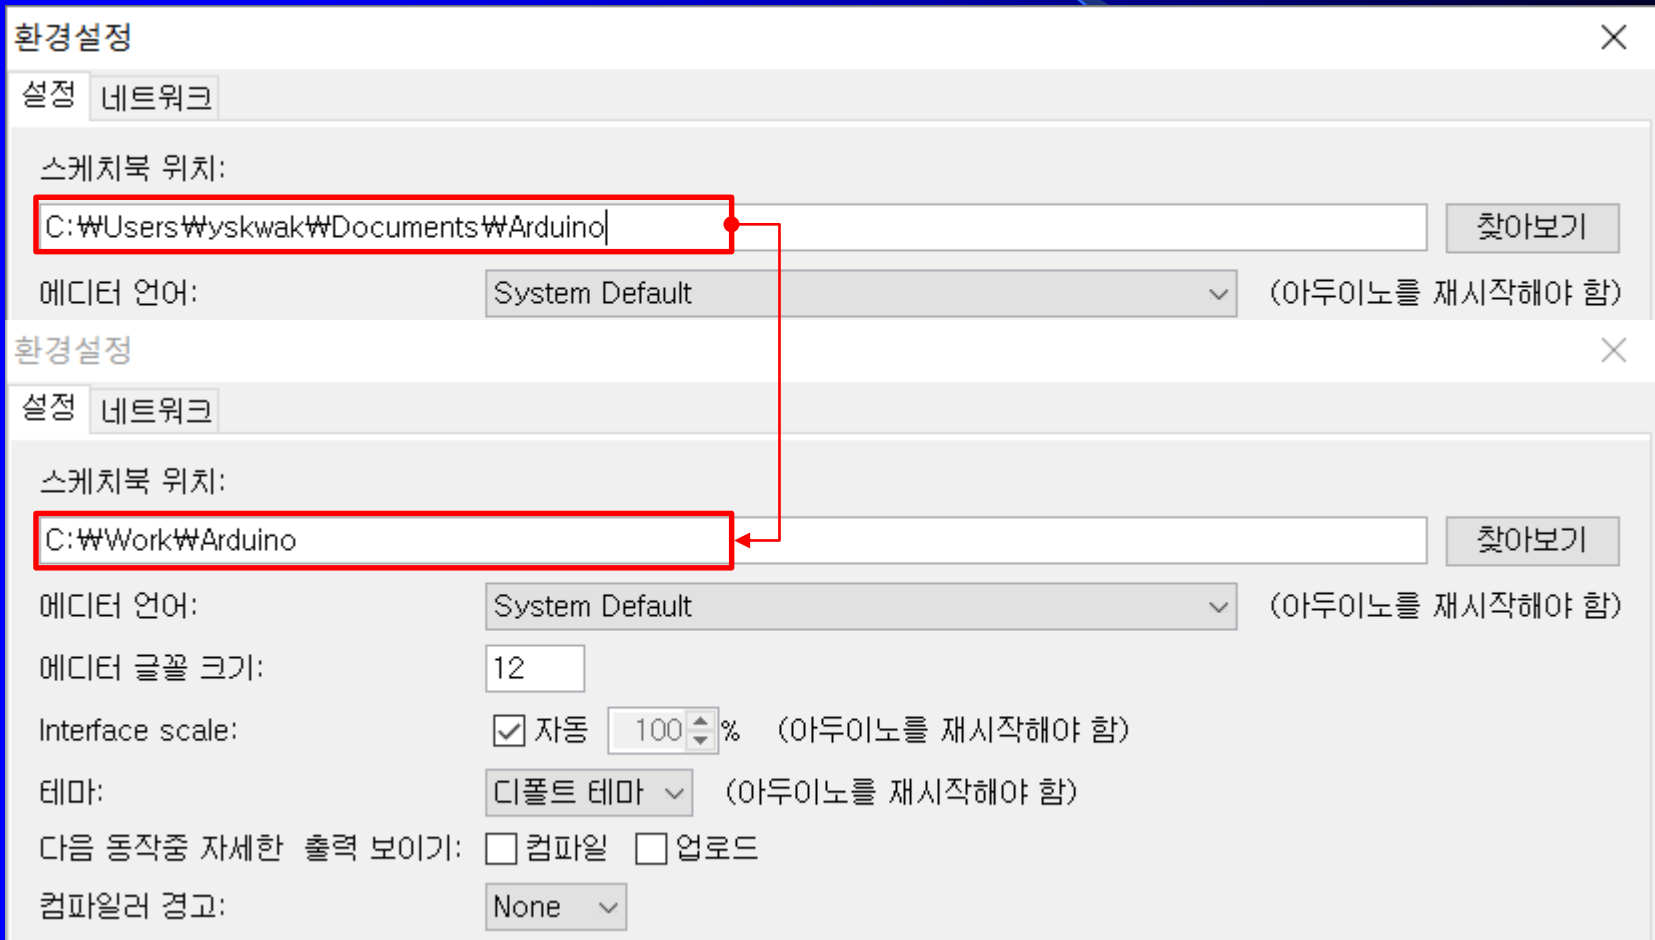 환경설정
설정 네트워크
스케치북 위치:
C:₩Users₩yskwak₩Documents₩Arduino 찾아보기
에디터 언어: System Default (아두이노를 재시작해야 함)
환경설정
설정 네트워크
스케치북 위치:
C:₩Work₩Arduino 찾아보기
에디터 언어: System Default (아두이노를 재시작해야 함)
에디터 글꼴 크기: 12
Interface scale: 자동 100 % (아두이노를 재시작해야 함)
테마: 디폴트 테마 (아두이노를 재시작해야 함)
다음 동작중 자세한 출력 보이기: 컴파일 업로드
컴파일러 경고: None